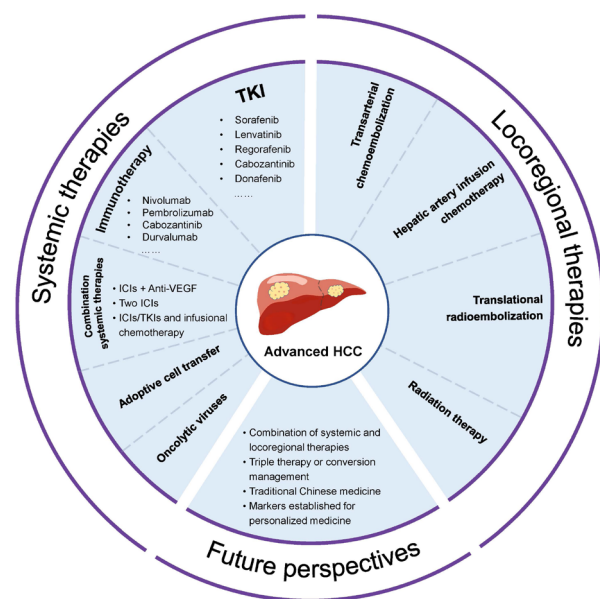 Systemic therapies
TKI
• Sorafenib
• Lenvatinib
• Regorafenib
• Cabozantinib
• Donafenib
……
Immunotherapy
• Nivolumab
• Pembrolizumab
• Cabozantinib
• Durvalumab
……
Combination
systemic therapies
• ICIs + Anti-VEGF
• Two ICIs
• ICIs/TKIs and infusional
chemotherapy
Adoptive cell transfer
Oncolytic viruses
Locoregional therapies
Transarterial
chemoembolization
Hepatic artery infusion
chemotherapy
Translational
radioembolization
Radiation therapy
Advanced HCC
• Combination of systemic and
locoregional therapies
• Triple therapy or conversion
management
• Traditional Chinese medicine
• Markers established for
personalized medicine
Future perspectives